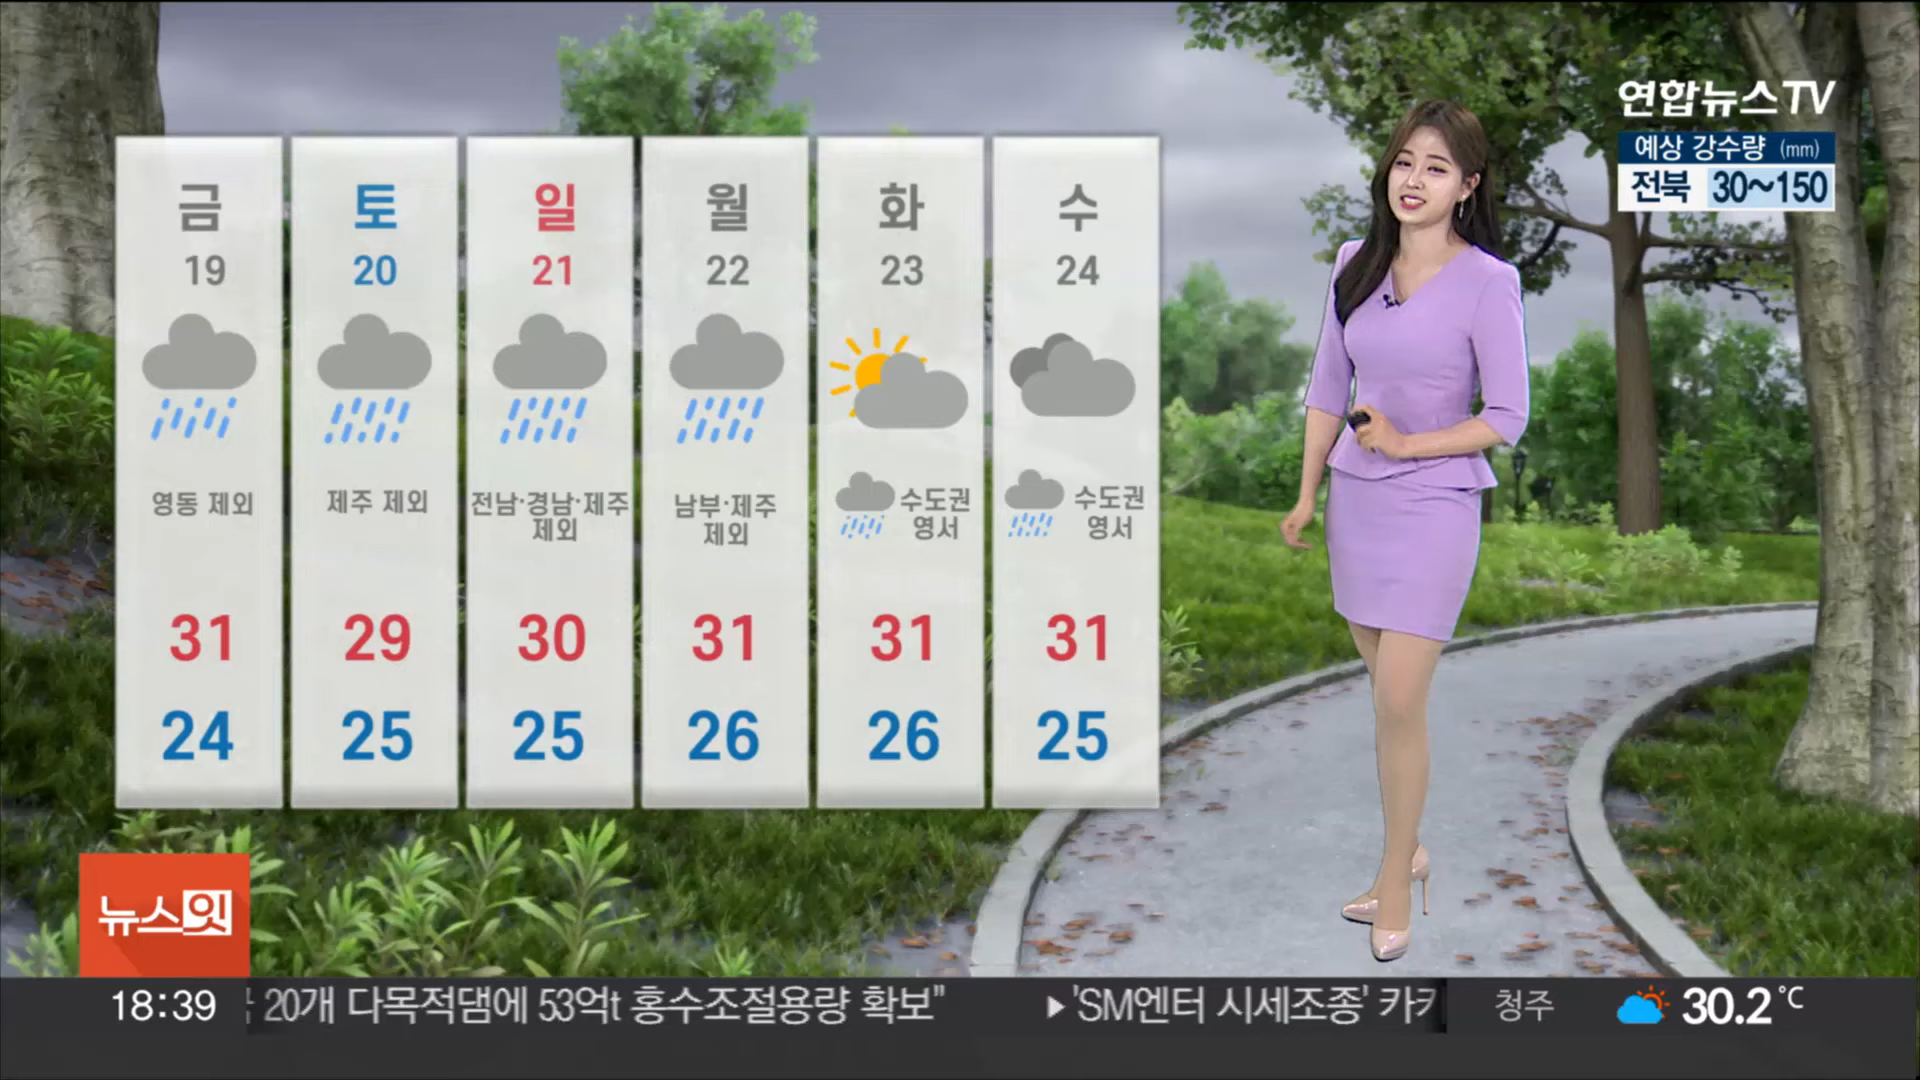 연합뉴스TV
예상 강수량 (mm)
전북 30~150
금 토 일 월 화 수
19 20 21 22 23 24
영동 제외
제주 제외
전남·경남·제주
제외
남부·제주
제외
수도권
영서
수도권
영서
31 29 30 31 31 31
24 25 25 26 26 25
뉴스잇
18:39 20개 다목적댐에 53억t 홍수조절용량 확보" ▶'SM엔터 시세조종' 카카 청주 30.2℃